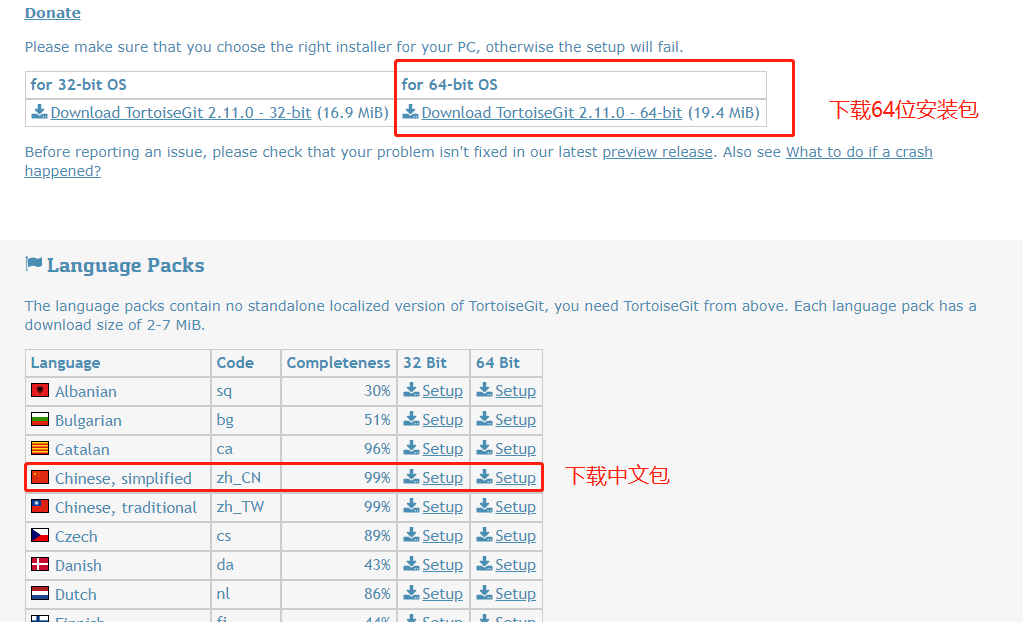 Donate
Please make sure that you choose the right installer for your PC, otherwise the setup will fail.
for 32-bit OS for 64-bit OS
Download TortoiseGit 2.11.0 - 32-bit (16.9 MiB) Download TortoiseGit 2.11.0 - 64-bit (19.4 MiB) 下载64位安装包
Before reporting an issue, please check that your problem isn't fixed in our latest preview release. Also see What to do if a crash
happened?
Language Packs
The language packs contain no standalone localized version of TortoiseGit, you need TortoiseGit from above. Each language pack has a
download size of 2-7 MiB.
Language Code Completeness 32 Bit 64 Bit
Albanian sq 30% Setup Setup
Bulgarian bg 51% Setup Setup
Catalan ca 96% Setup Setup
Chinese, simplified zh_CN 99% Setup Setup 下载中文包
Chinese, traditional zh_TW 99% Setup Setup
Czech cs 89% Setup Setup
Danish da 43% Setup Setup
Dutch nl 86% Setup Setup
Finnish fi 44% Setup Setup